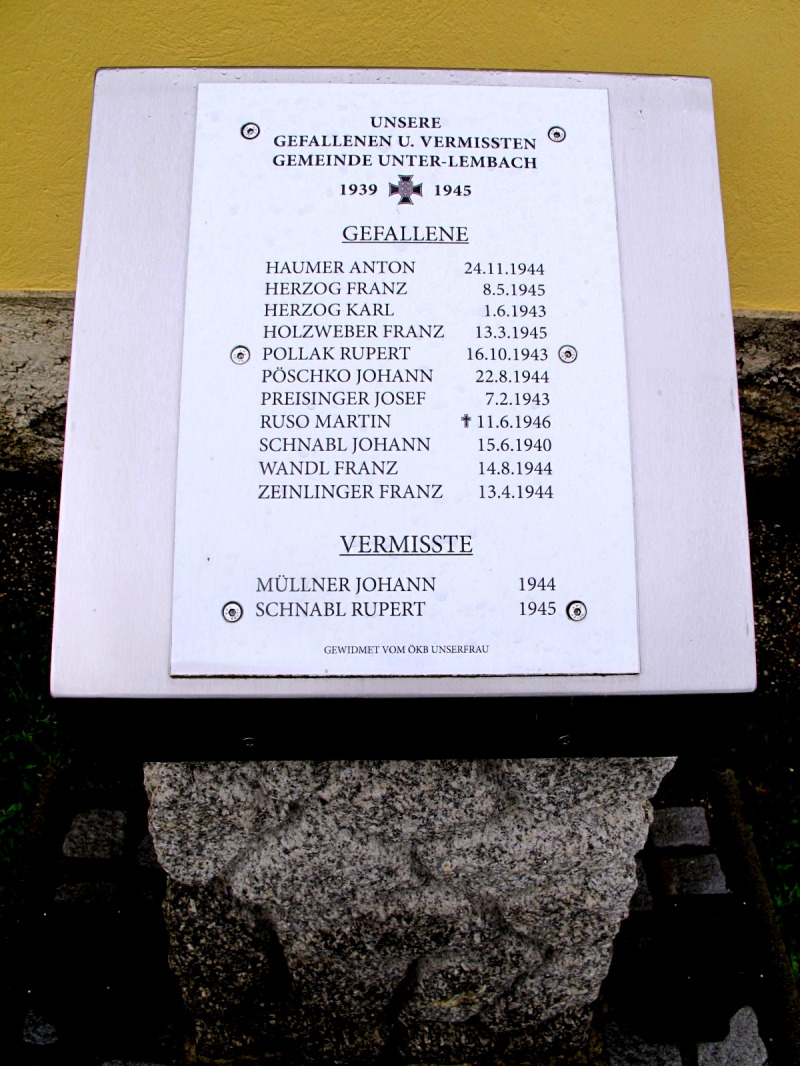 UNSERE
GEFALLENEN U. VERMISSTEN
GEMEINDE UNTER-LEMBACH
1939 1945
GEFALLENE
HAUMER ANTON 24.11.1944
HERZOG FRANZ 8.5.1945
HERZOG KARL 1.6.1943
HOLZWEBER FRANZ 13.3.1945
POLLAK RUPERT 16.10.1943
PÖSCHKO JOHANN 22.8.1944
PREISINGER JOSEF 7.2.1943
RUSO MARTIN ✝ 11.6.1946
SCHNABL JOHANN 15.6.1940
WANDL FRANZ 14.8.1944
ZEINLINGER FRANZ 13.4.1944
VERMISSTE
MÜLLNER JOHANN 1944
SCHNABL RUPERT 1945
GEWIDMET VOM ÖKB UNSERFRAU